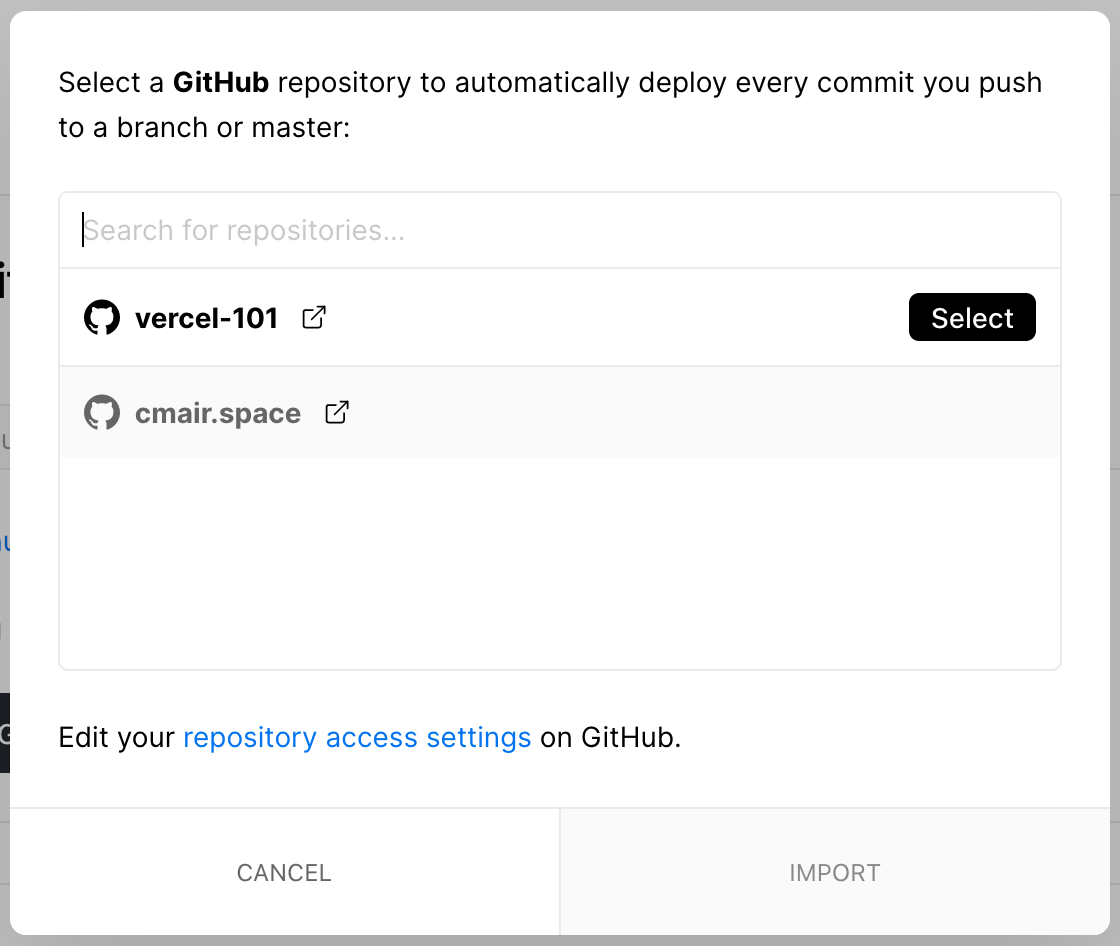 Select a GitHub repository to automatically deploy every commit you push
to a branch or master:
Search for repositories...
vercel-101
Select
cmair.space
Edit your repository access settings on GitHub.
CANCEL
IMPORT